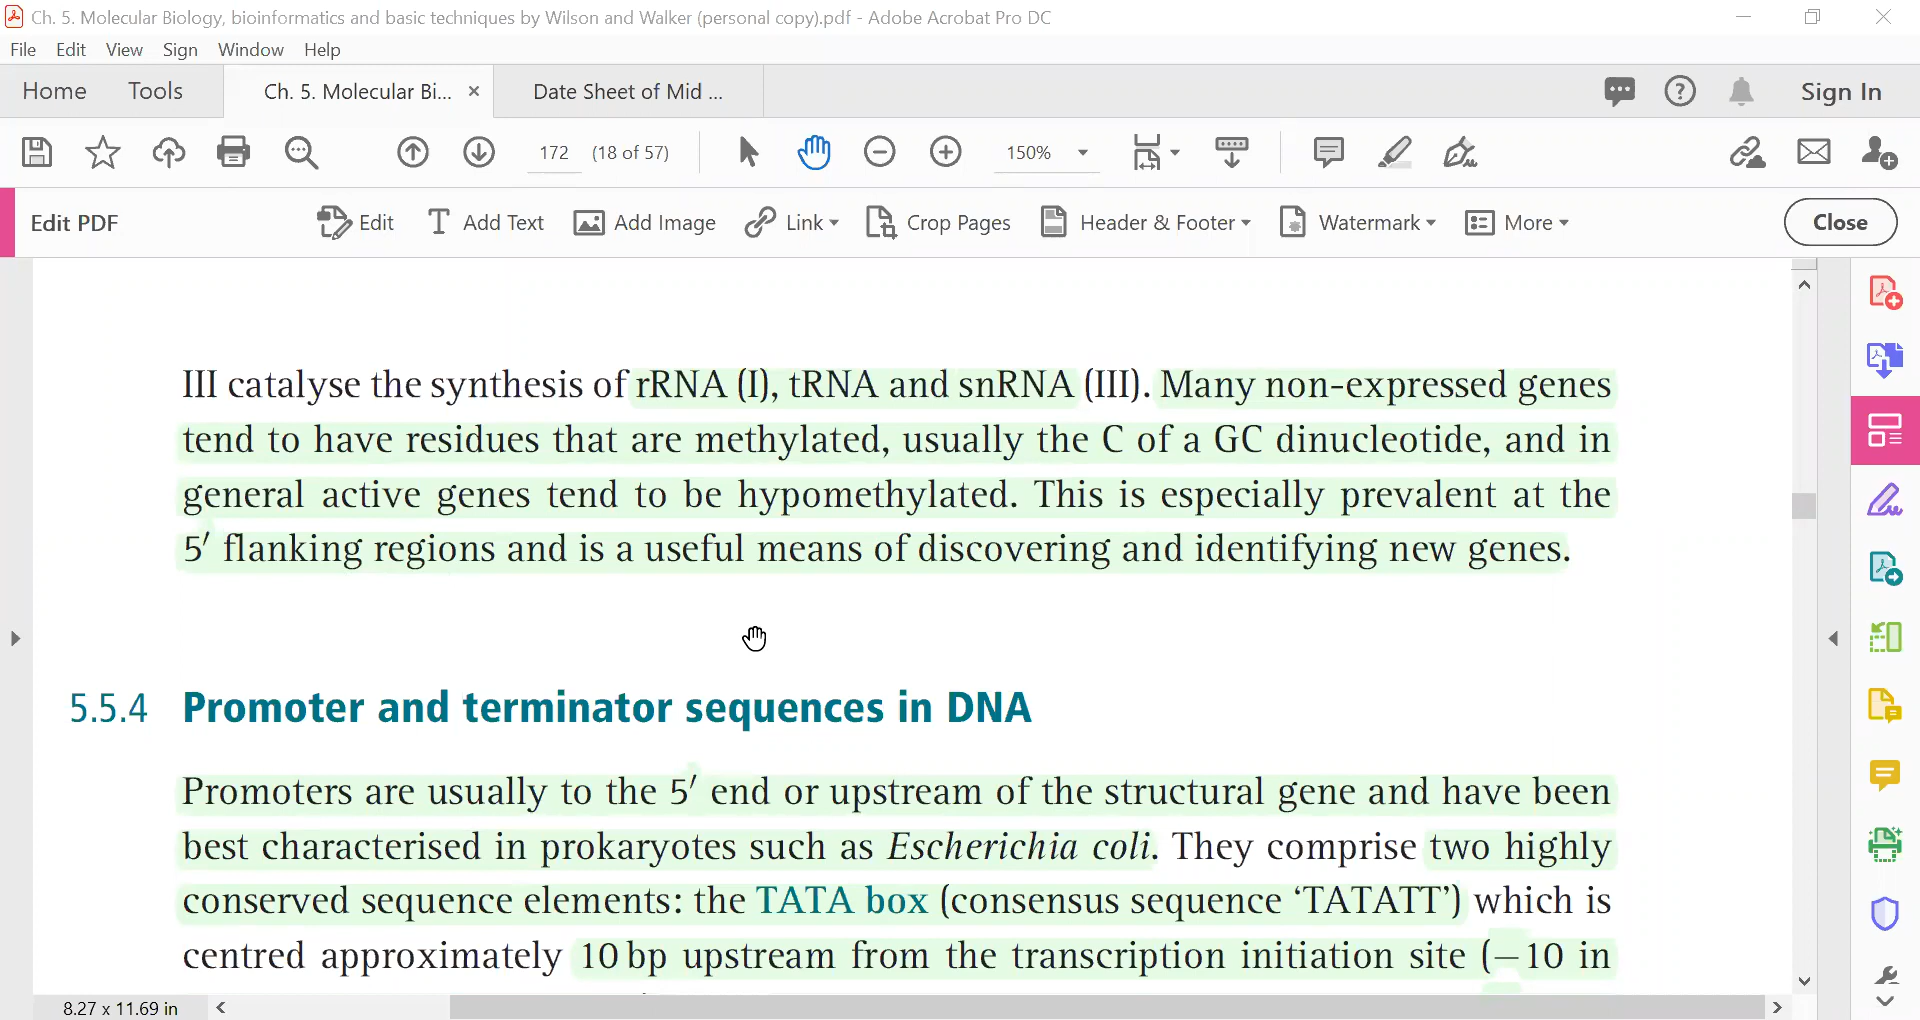 Ch. 5. Molecular Biology, bioinformatics and basic techniques by Wilson and Walker (personal copy).pdf - Adobe Acrobat Pro DC
File Edit View Sign Window Help
Home Tools Ch. 5. Molecular Bi... × Date Sheet of Mid ... Sign In
172 (18 of 57) 150%
Edit PDF Edit Add Text Add Image Link Crop Pages Header & Footer Watermark More Close
III catalyse the synthesis of rRNA (I), tRNA and snRNA (III). Many non-expressed genes
tend to have residues that are methylated, usually the C of a GC dinucleotide, and in
general active genes tend to be hypomethylated. This is especially prevalent at the
5′ flanking regions and is a useful means of discovering and identifying new genes.
5.5.4 Promoter and terminator sequences in DNA
Promoters are usually to the 5′ end or upstream of the structural gene and have been
best characterised in prokaryotes such as Escherichia coli. They comprise two highly
conserved sequence elements: the TATA box (consensus sequence ‘TATATT’) which is
centred approximately 10 bp upstream from the transcription initiation site (−10 in
8.27 x 11.69 in